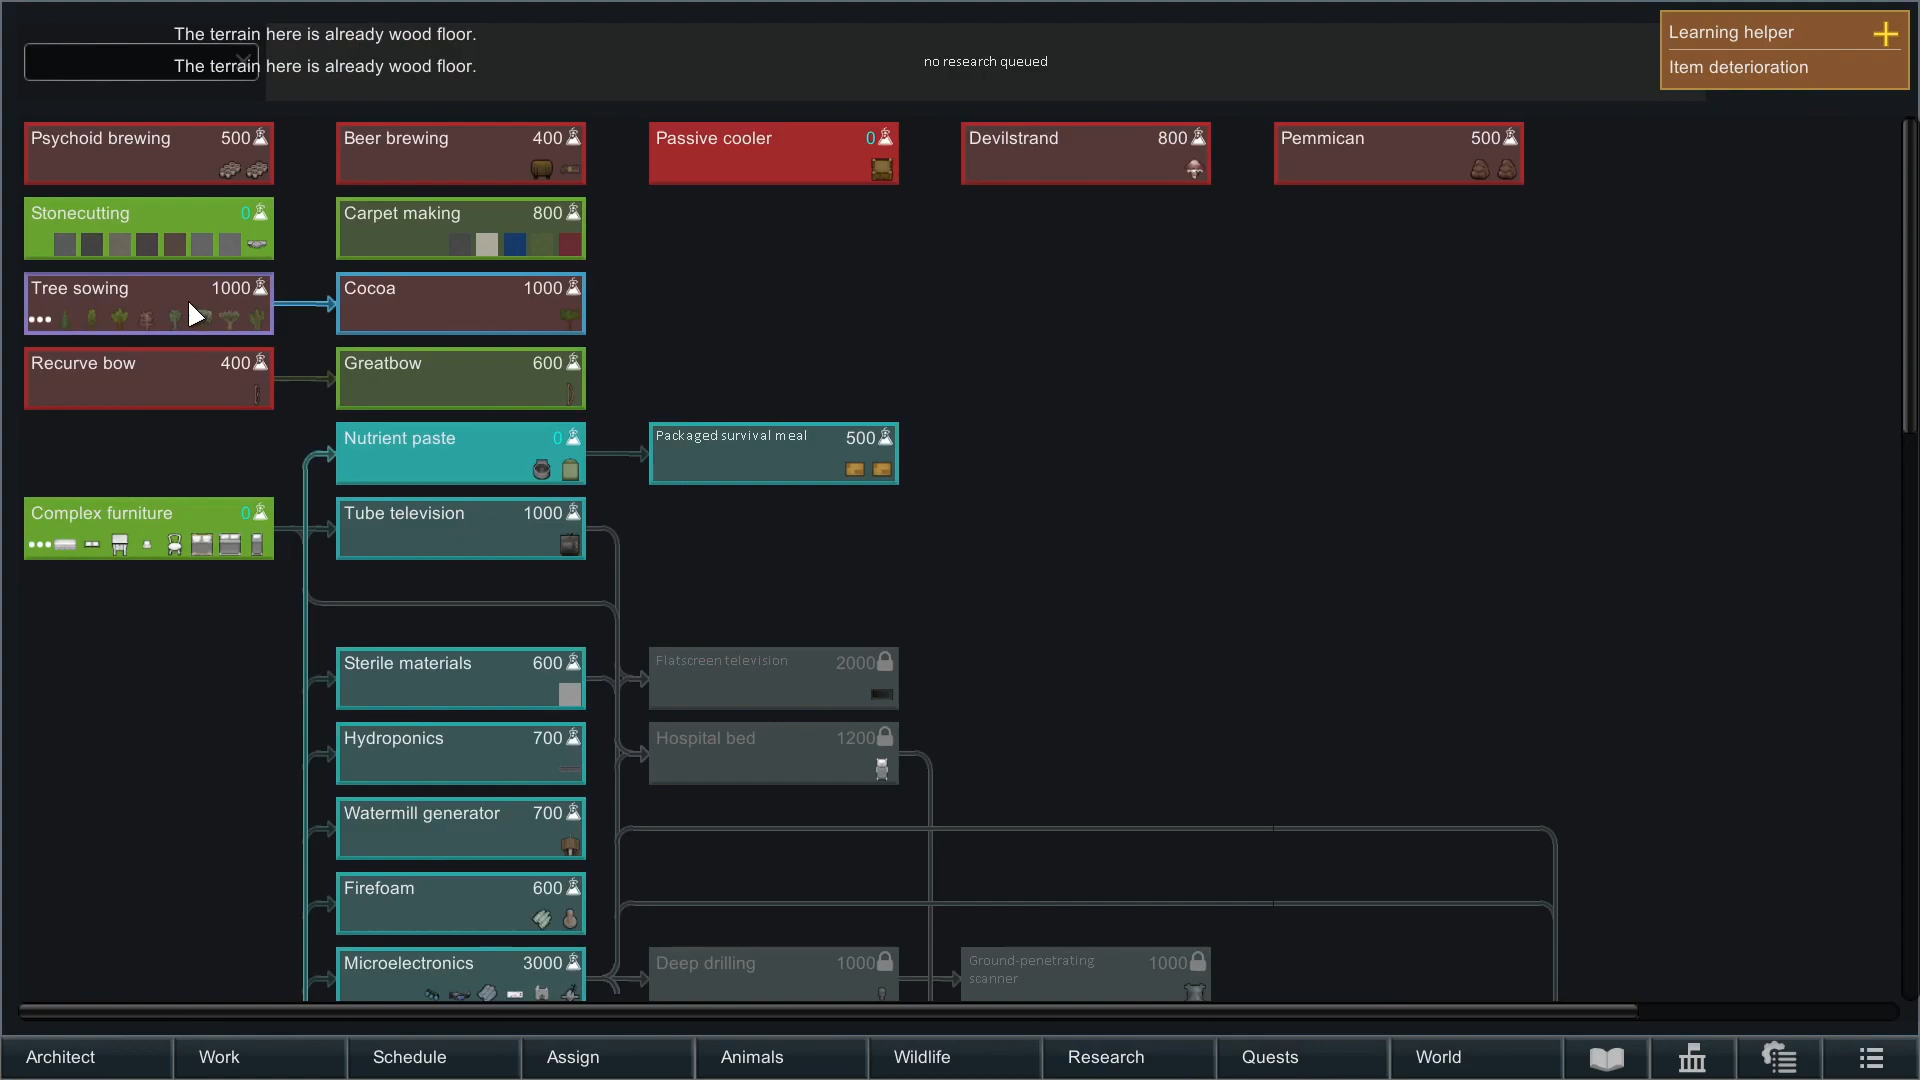 The terrain here is already wood floor.
The terrain here is already wood floor.
no research queued
Learning helper
Item deterioration
Psychoid brewing 500
Beer brewing 400
Passive cooler 0
Devilstrand 800
Pemmican 500
Stonecutting 0
Carpet making 800
Tree sowing 1000
Cocoa 1000
Recurve bow 400
Greatbow 600
Nutrient paste 0
Packaged survival meal 500
Complex furniture 0
Tube television 1000
Sterile materials 600
Flatscreen television 2000
Hydroponics 700
Hospital bed 1200
Watermill generator 700
Firefoam 600
Microelectronics 3000
Deep drilling 1000
Ground-penetrating 1000
scanner
Architect
Work
Schedule
Assign
Animals
Wildlife
Research
Quests
World